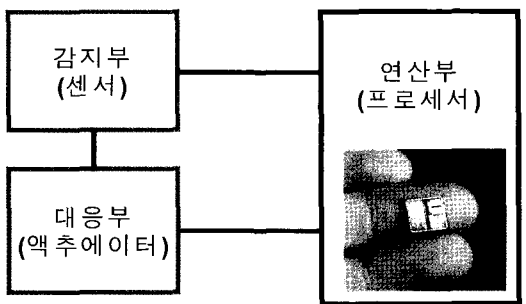 감지부
(센서)
연산부
(프로세서)
대응부
(액추에이터)